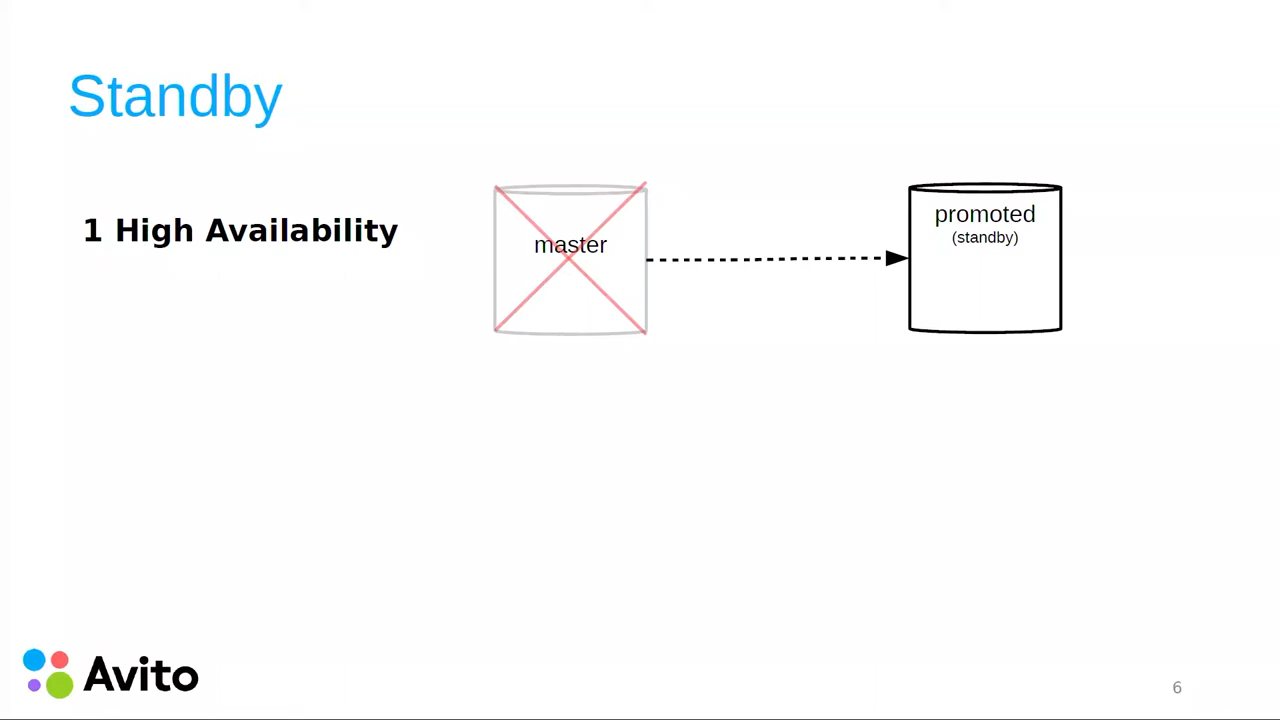 Standby
1 High Availability
master
promoted
(standby)
Avito
6